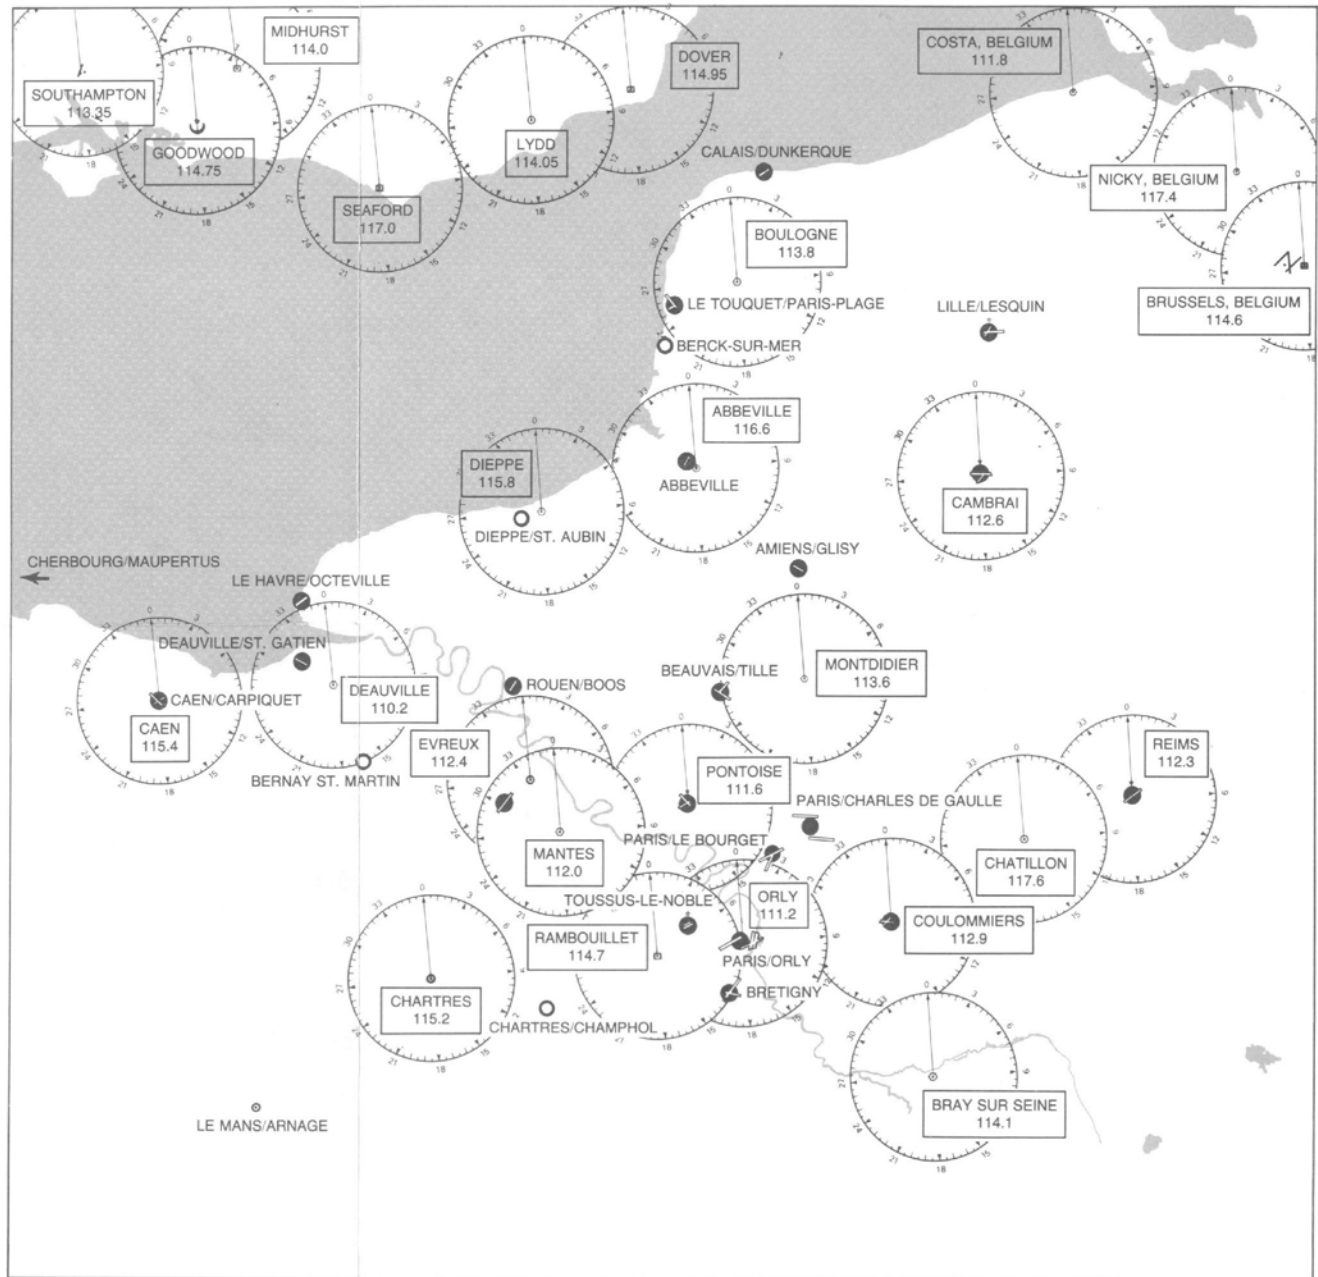 MIDHURST
114.0
DOVER
114.95
COSTA, BELGIUM
111.8
SOUTHAMPTON
113.35
GOODWOOD
114.75
LYDD
114.05
CALAIS/DUNKERQUE
NICKY, BELGIUM
117.4
SEAFORD
117.0
BOULOGNE
113.8
BRUSSELS, BELGIUM
114.6
LE TOUQUET/PARIS-PLAGE
LILLE/LESQUIN
BERCK-SUR-MER
ABBEVILLE
116.6
DIEPPE
115.8
ABBEVILLE
CAMBRAI
112.6
DIEPPE/ST. AUBIN
AMIENS/GLISY
CHERBOURG/MAUPERTUS
LE HAVRE/OCTEVILLE
DEAUVILLE/ST. GATIEN
BEAUVAIS/TILLE
MONTDIDIER
113.6
CAEN/CARPIQUET
DEAUVILLE
110.2
ROUEN/BOOS
CAEN
115.4
EVREUX
112.4
PONTOISE
111.6
REIMS
112.3
BERNAY ST. MARTIN
PARIS/CHARLES DE GAULLE
PARIS/LE BOURGET
MANTES
112.0
CHATILLON
117.6
TOUSSUS-LE-NOBLE
ORLY
111.2
COULOMMIERS
112.9
RAMBOUILLET
114.7
PARIS/ORLY
BRETIGNY
CHARTRES
115.2
CHARTRES/CHAMPHOL
BRAY SUR SEINE
114.1
LE MANS/ARNAGE